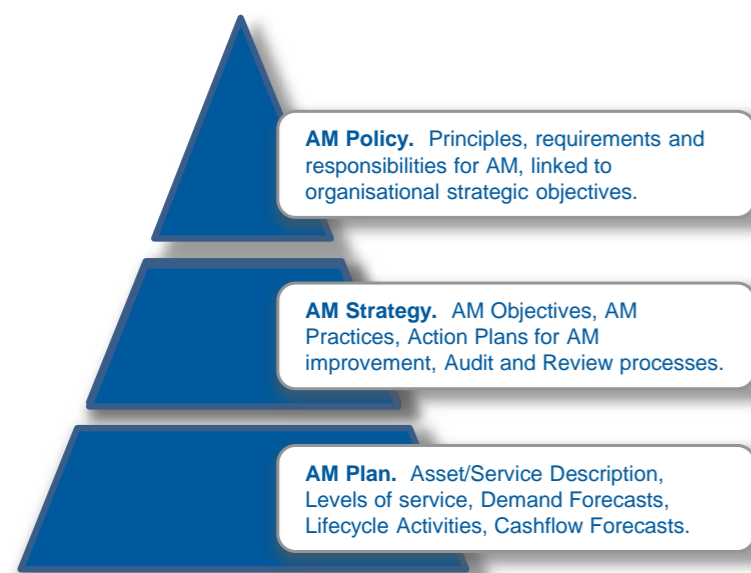 AM Policy. Principles, requirements and
responsibilities for AM, linked to
organisational strategic objectives.
AM Strategy. AM Objectives, AM
Practices, Action Plans for AM
improvement, Audit and Review processes.
AM Plan. Asset/Service Description,
Levels of service, Demand Forecasts,
Lifecycle Activities, Cashflow Forecasts.